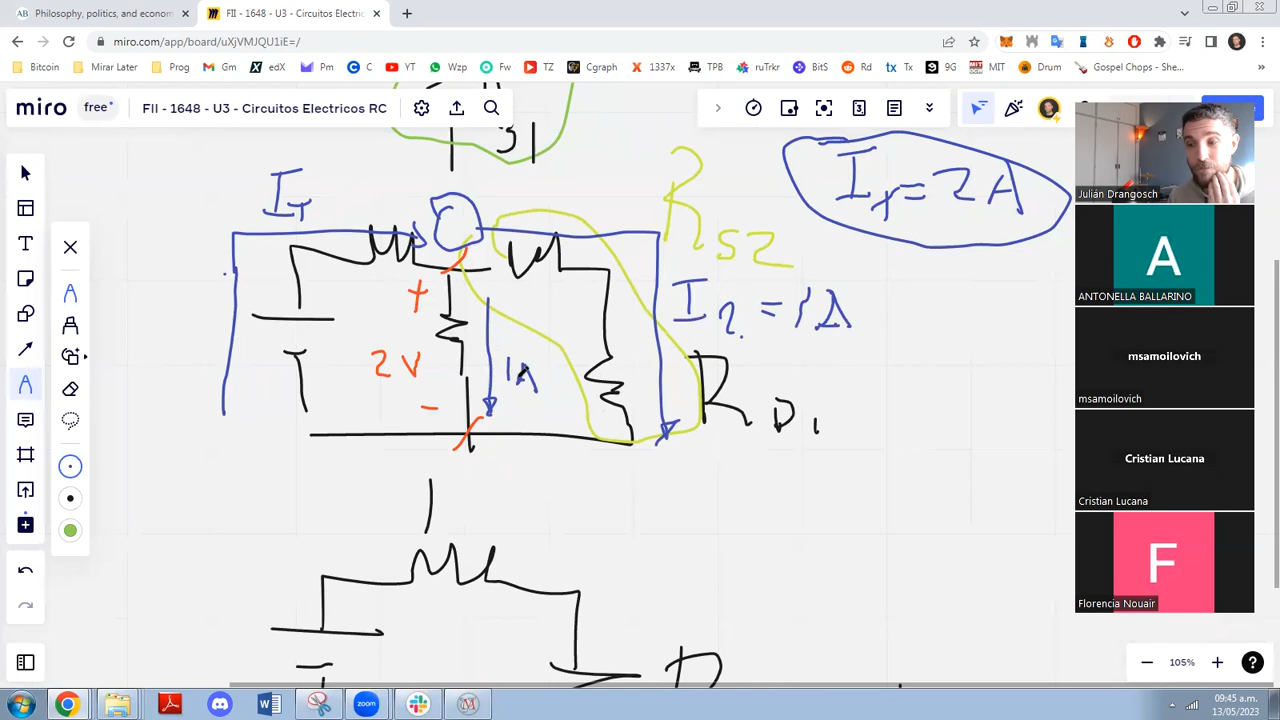 Philosophy, politics, and econom
FII - 1648 - U3 - Circuitos Electric
miro.com/app/board/uXjVMJQU1iE=/
Bitcoin
Mirar Later
Prog
Gm
edX
Pm
C
YT
Wzp
Fw
TZ
Cgraph
1337x
ruTrkr
BitS
Rd
Tx
9G
MIT
Drum
Gospel Chops - She...
miro
free
FII - 1648 - U3 - Circuitos Electricos RC
31
IT
IT = 2A
RS2
+
2V
-
1A
I2 = 1A
RD1
Julián Drangosch
A
ANTONELLA BALLARINO
msamoilovich
msamoilovich
Cristian Lucana
Cristian Lucana
F
Florencia Nouair
105%
09:45 a.m.
13/05/2023